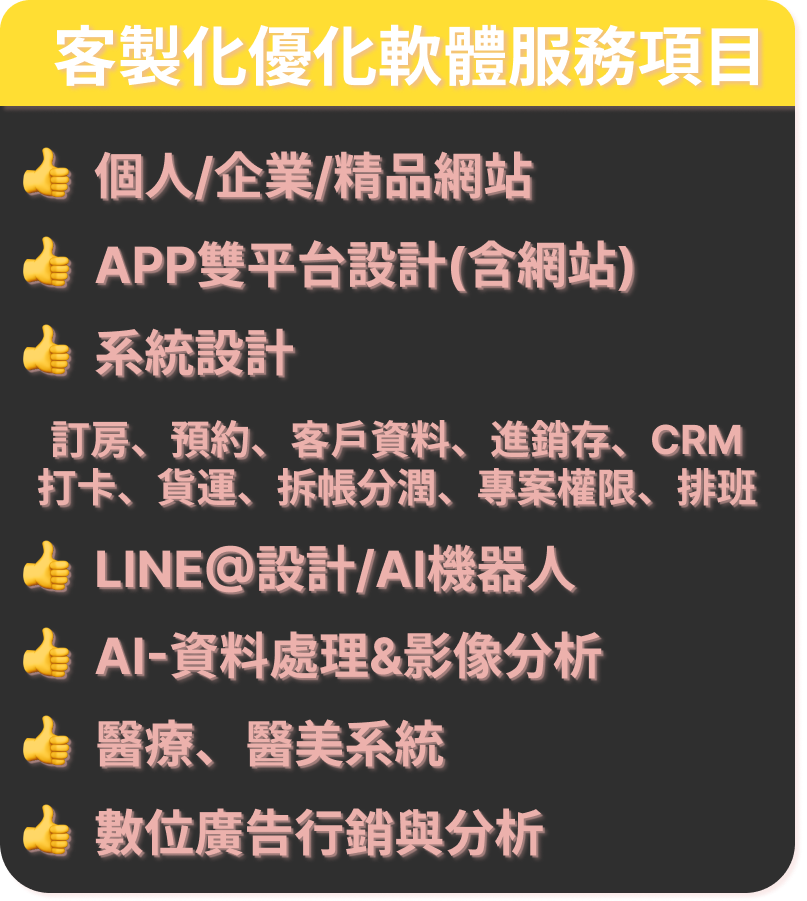 客製化優化軟體服務項目
👍 個人/企業/精品網站
👍 APP雙平台設計(含網站)
👍 系統設計
訂房、預約、客戶資料、進銷存、CRM
打卡、貨運、拆帳分潤、專案權限、排班
👍 LINE@設計/AI機器人
👍 AI-資料處理&影像分析
👍 醫療、醫美系統
👍 數位廣告行銷與分析